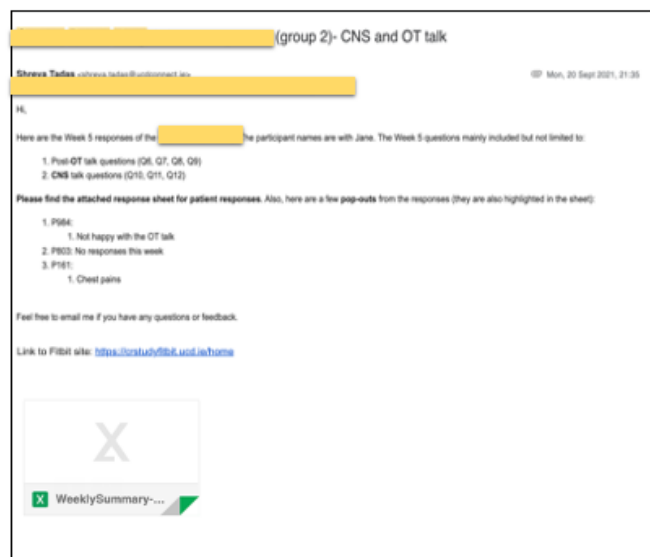 (group 2)- CNS and OT talk
Shreya Tadas <shreya.tadas@ucdconnect.ie>
Mon, 20 Sept 2021, 21:35
Hi,
Here are the Week 5 responses of the he participant names are with Jane. The Week 5 questions mainly included but not limited to:
1. Post-OT talk questions (Q6, Q7, Q8, Q9)
2. CNS talk questions (Q10, Q11, Q12)
Please find the attached response sheet for patient responses. Also, here are a few pop-outs from the responses (they are also highlighted in the sheet):
1. P984:
1. Not happy with the OT talk
2. P803: No responses this week
3. P161:
1. Chest pains
Feel free to email me if you have any questions or feedback.
Link to Fitbit site: https://crstudyfitbit.ucd.ie/home
X
X WeeklySummary-...